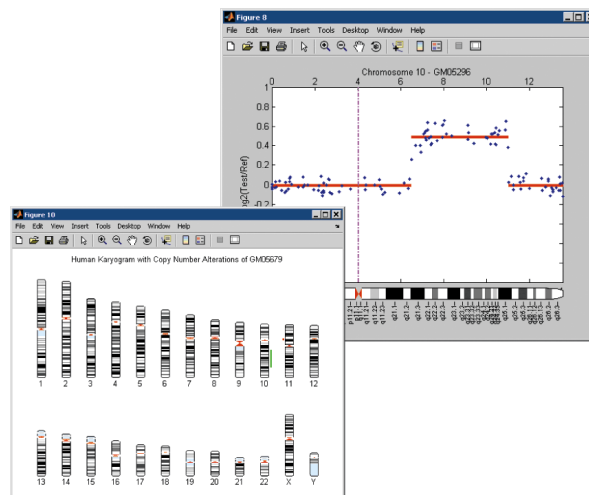 Figure 8
File Edit View Insert Tools Desktop Window Help
Chromosome 10 - GM05296
0 2 4 6 8 10 12
1
0.8
0.6
0.4
0.2
0
og2(Test/Ref)
Figure 10
File Edit View Insert Tools Desktop Window Help
Human Karyogram with Copy Number Alterations of GM05679
1 2 3 4 5 6 7 8 9 10 11 12
13 14 15 16 17 18 19 20 21 22 X Y